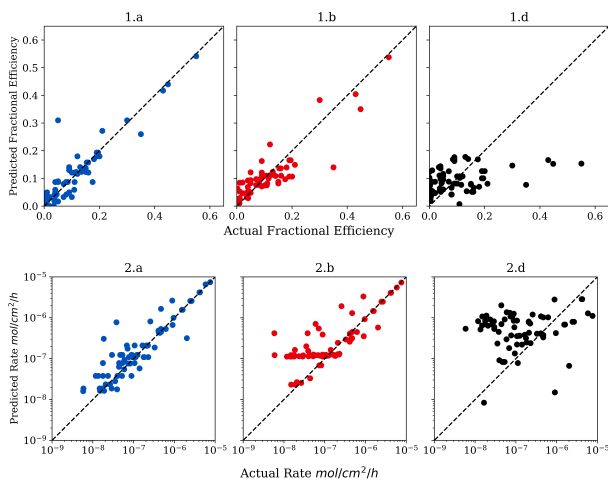 1.a 1.b 1.d
Predicted Fractional Efficiency
0.6
0.5
0.4
0.3
0.2
0.1
0.0
0.0 0.2 0.4 0.6 0.0 0.2 0.4 0.6 0.0 0.2 0.4 0.6
Actual Fractional Efficiency
2.a 2.b 2.d
Predicted Rate mol/cm²/h
10⁻⁵
10⁻⁶
10⁻⁷
10⁻⁸
10⁻⁹
10⁻⁹ 10⁻⁸ 10⁻⁷ 10⁻⁶ 10⁻⁵ 10⁻⁹ 10⁻⁸ 10⁻⁷ 10⁻⁶ 10⁻⁵ 10⁻⁹ 10⁻⁸ 10⁻⁷ 10⁻⁶ 10⁻⁵
Actual Rate mol/cm²/h